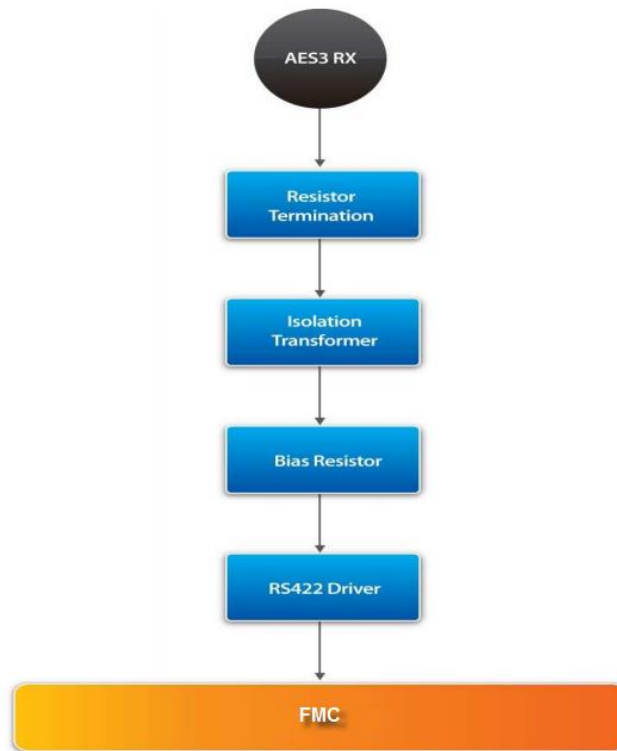 AES3 RX
Resistor
Termination
Isolation
Transformer
Bias Resistor
RS422 Driver
FMC